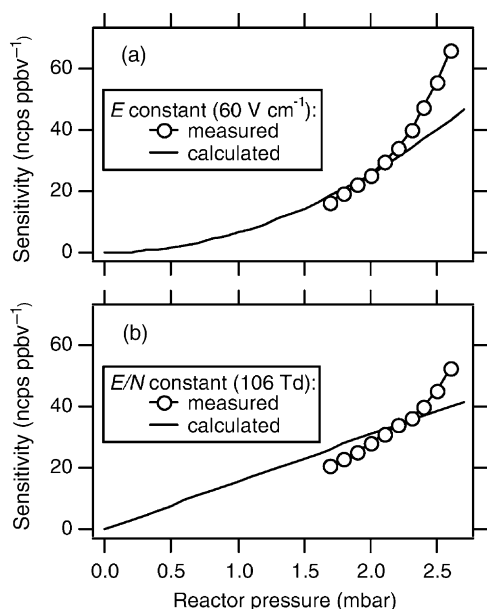 (a)
E constant (60 V cm⁻¹):
measured
calculated
Sensitivity (ncps ppbv⁻¹)
60
40
20
0
(b)
E/N constant (106 Td):
measured
calculated
Sensitivity (ncps ppbv⁻¹)
60
40
20
0
0.0 0.5 1.0 1.5 2.0 2.5
Reactor pressure (mbar)